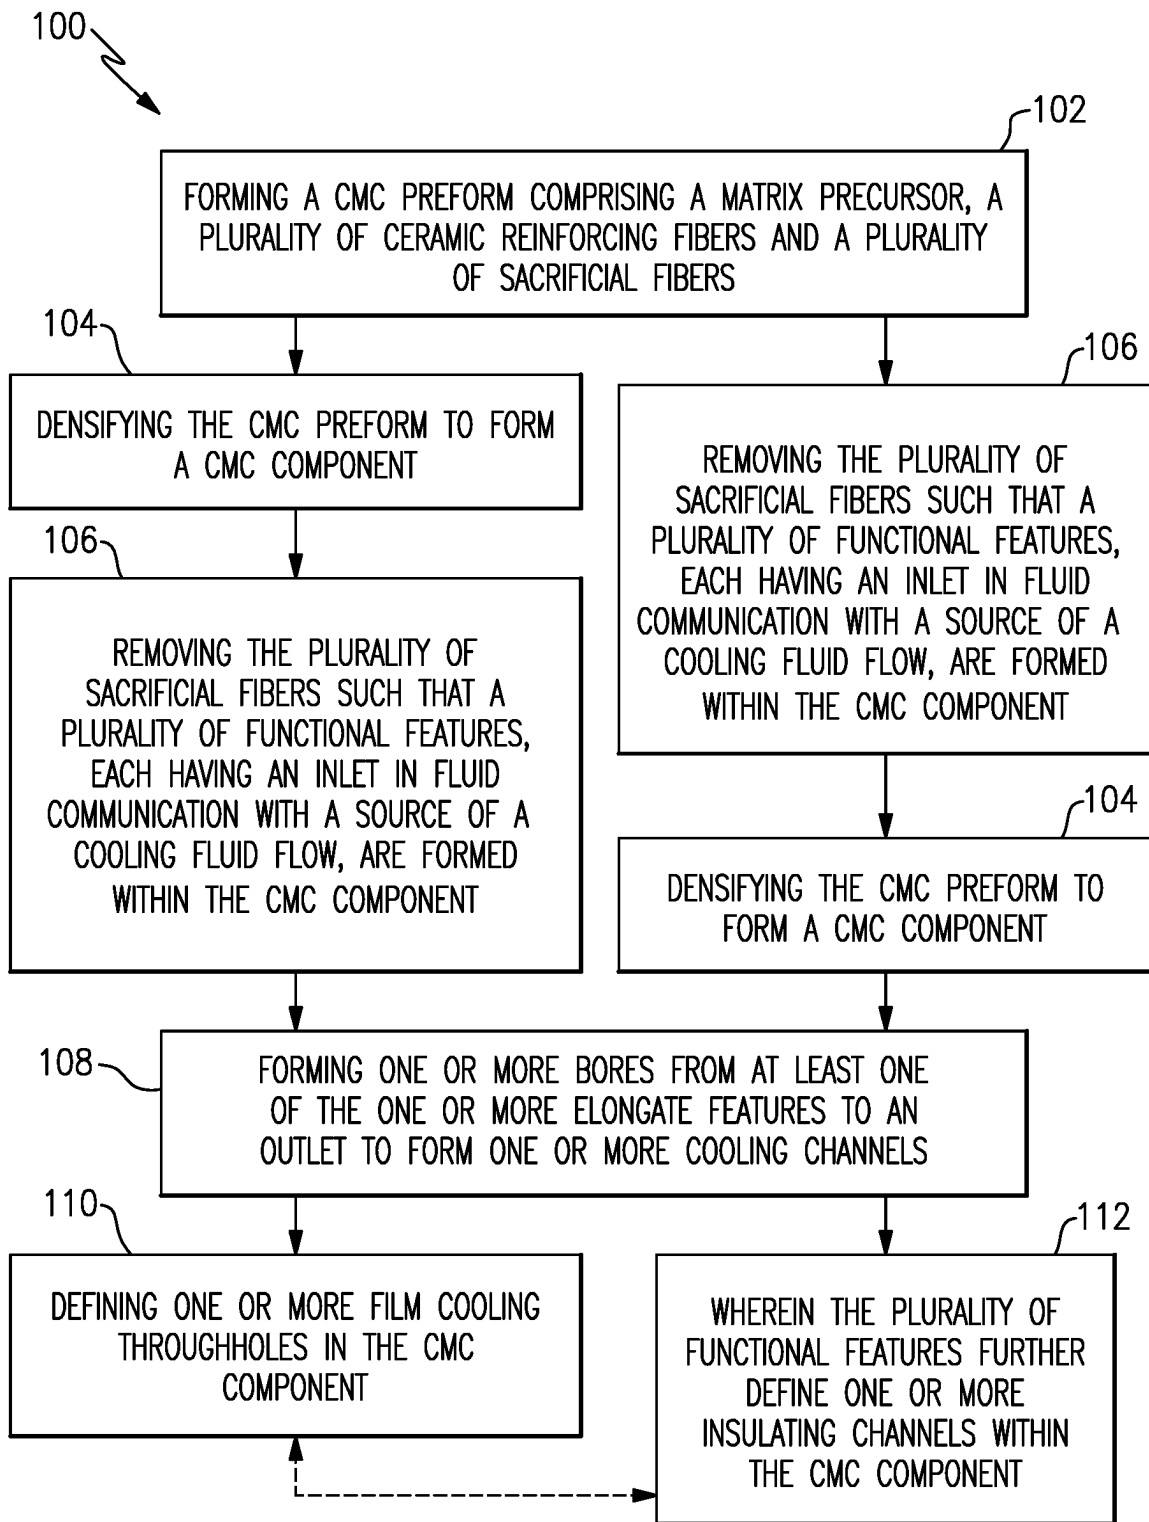 100
102
FORMING A CMC PREFORM COMPRISING A MATRIX PRECURSOR, A
PLURALITY OF CERAMIC REINFORCING FIBERS AND A PLURALITY
OF SACRIFICIAL FIBERS
104
DENSIFYING THE CMC PREFORM TO FORM
A CMC COMPONENT
106
REMOVING THE PLURALITY OF
SACRIFICIAL FIBERS SUCH THAT A
PLURALITY OF FUNCTIONAL FEATURES,
EACH HAVING AN INLET IN FLUID
COMMUNICATION WITH A SOURCE OF A
COOLING FLUID FLOW, ARE FORMED
WITHIN THE CMC COMPONENT
106
REMOVING THE PLURALITY OF
SACRIFICIAL FIBERS SUCH THAT A
PLURALITY OF FUNCTIONAL FEATURES,
EACH HAVING AN INLET IN FLUID
COMMUNICATION WITH A SOURCE OF A
COOLING FLUID FLOW, ARE FORMED
WITHIN THE CMC COMPONENT
104
DENSIFYING THE CMC PREFORM TO
FORM A CMC COMPONENT
108
FORMING ONE OR MORE BORES FROM AT LEAST ONE
OF THE ONE OR MORE ELONGATE FEATURES TO AN
OUTLET TO FORM ONE OR MORE COOLING CHANNELS
110
DEFINING ONE OR MORE FILM COOLING
THROUGHHOLES IN THE CMC
COMPONENT
112
WHEREIN THE PLURALITY OF
FUNCTIONAL FEATURES FURTHER
DEFINE ONE OR MORE
INSULATING CHANNELS WITHIN
THE CMC COMPONENT